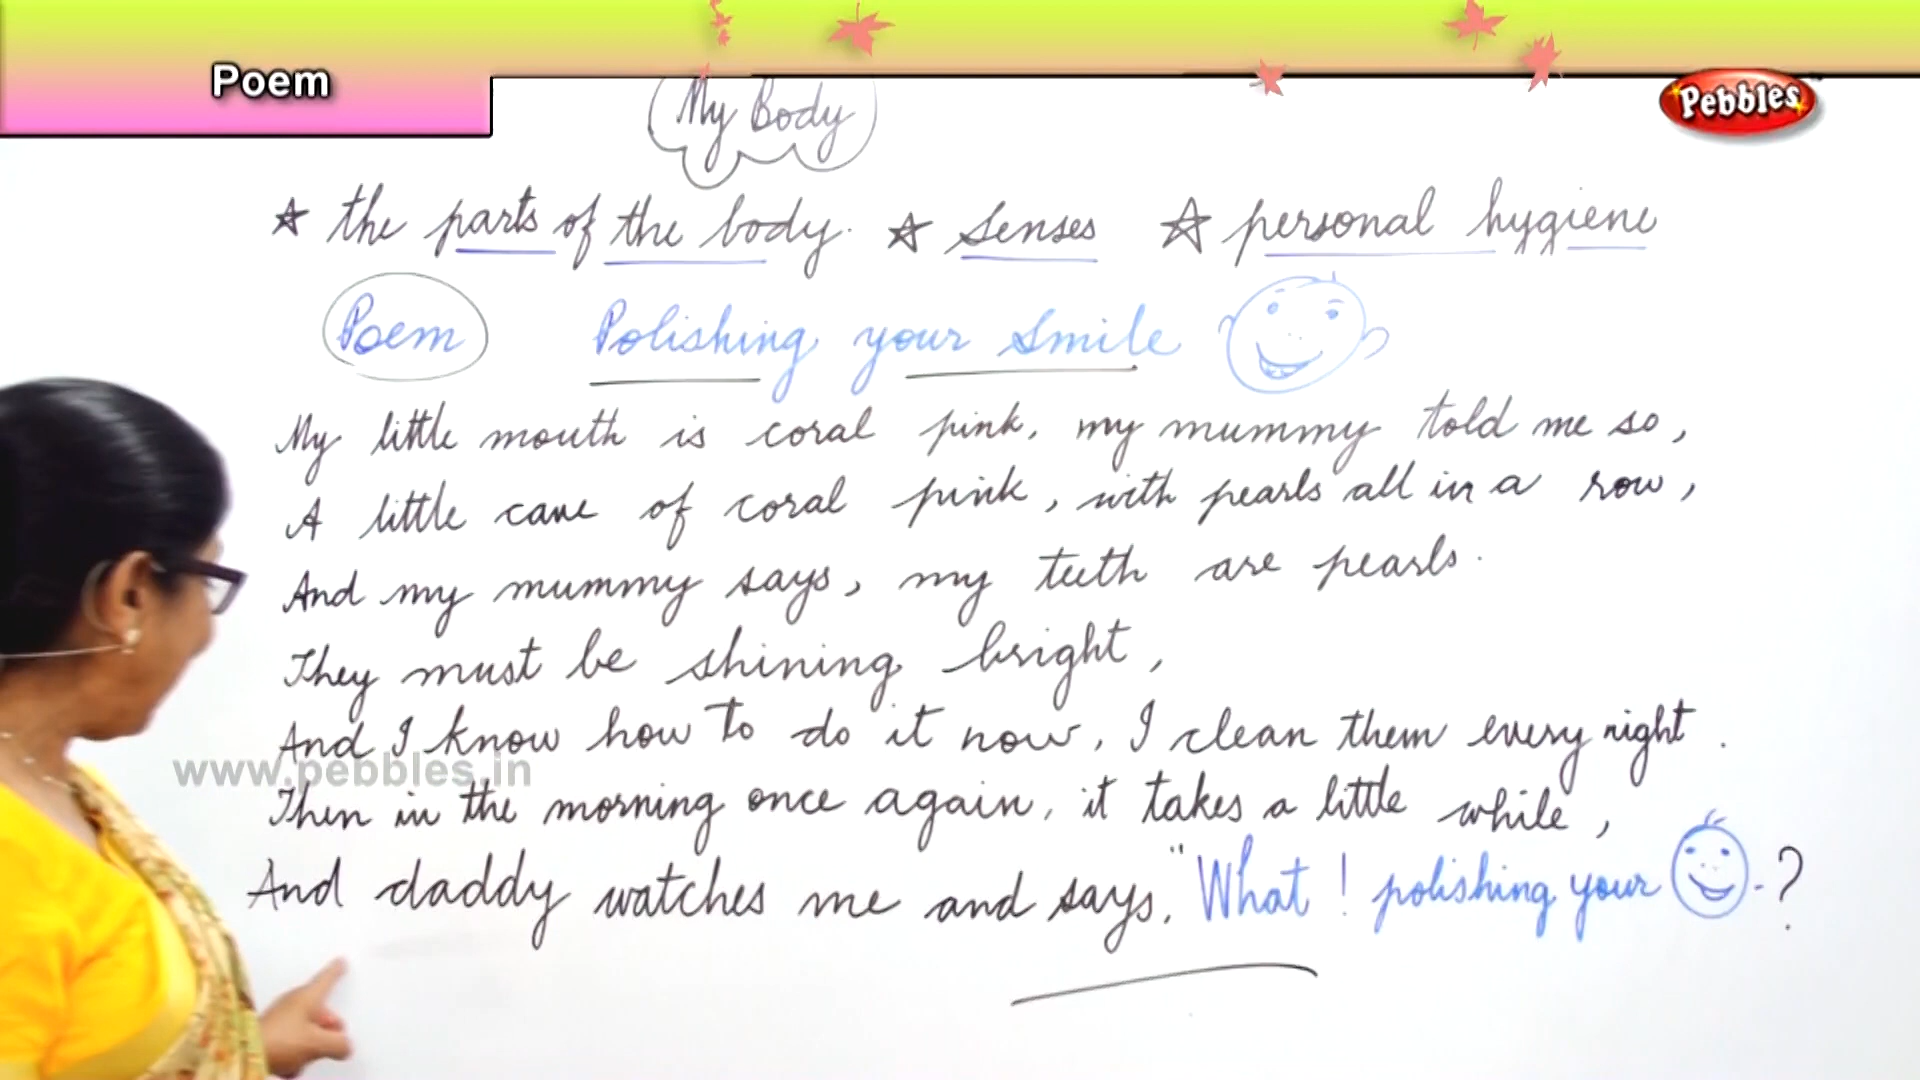 Poem
Pebbles
My Body
☆ the parts of the body. ☆ senses ☆ personal hygiene
Poem Polishing your smile
My little mouth is coral pink, my mummy told me so,
A little cave of coral pink, with pearls all in a row,
And my mummy says, my teeth are pearls.
They must be shining bright,
And I know how to do it now, I clean them every night.
www.pebbles.in
Then in the morning once again, it takes a little while,
And daddy watches me and says, "What! polishing your - ?